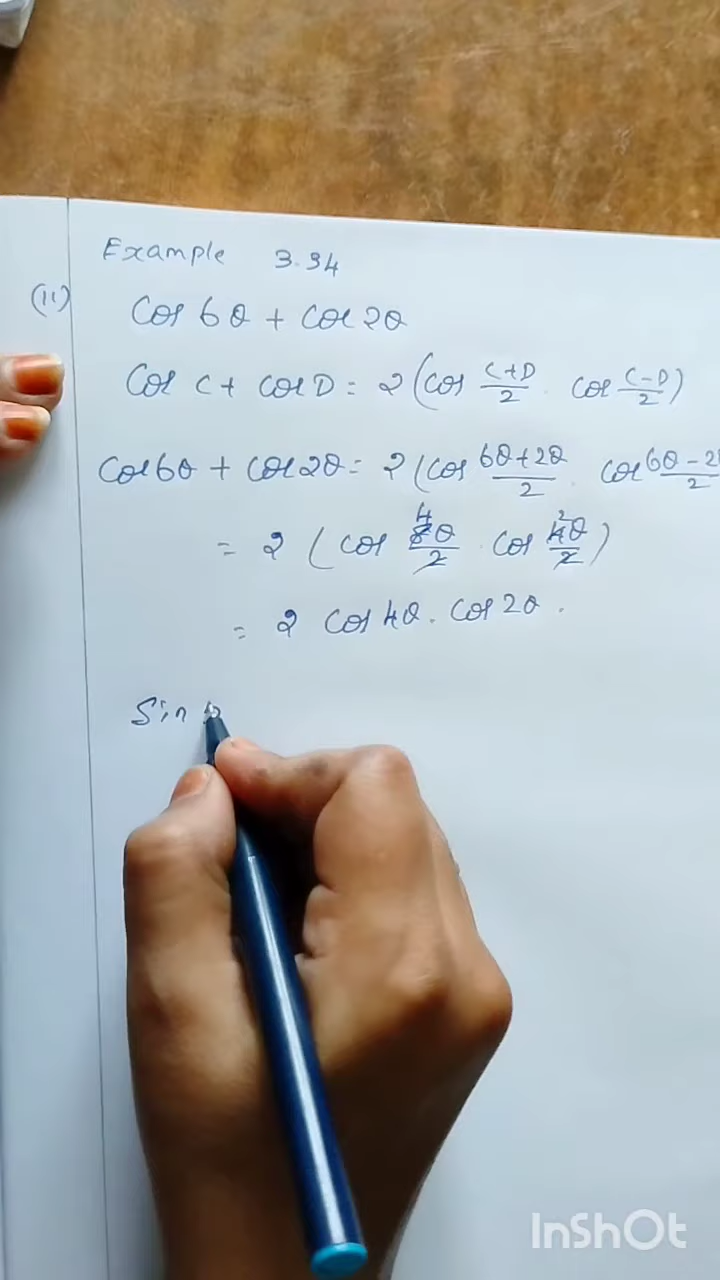 Example 3.34
(ii) Cos 6θ + Cos 2θ
Cos C + Cos D = 2 (Cos C+D/2 . Cos C-D/2)
Cos 6θ + Cos 2θ = 2 (Cos 6θ+2θ/2 Cos 6θ-2
= 2 (Cos 8θ/2 . Cos 4θ/2)
= 2 Cos 4θ . Cos 2θ .
Sin
InShOt